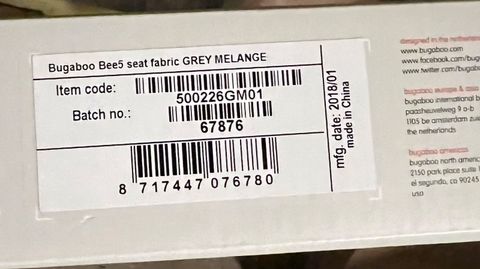 Bugaboo Bee5 seat fabric GREY MELANGE
Item code:
500226GM01
Batch no.:
67876
8 717447 076780
mfg. date: 2018/01
made in China
designed in the netherlands
www.bugaboo.com
www.facebook.com/bug
www.twitter.com/bugab
bugaboo europe & asia
bugaboo international b
paasheuvelweg 9 a-b
1105 be amsterdam zuid
the netherlands
bugaboo americas
bugaboo north americ
2150 park place suite
el segundo, ca 90245
usa